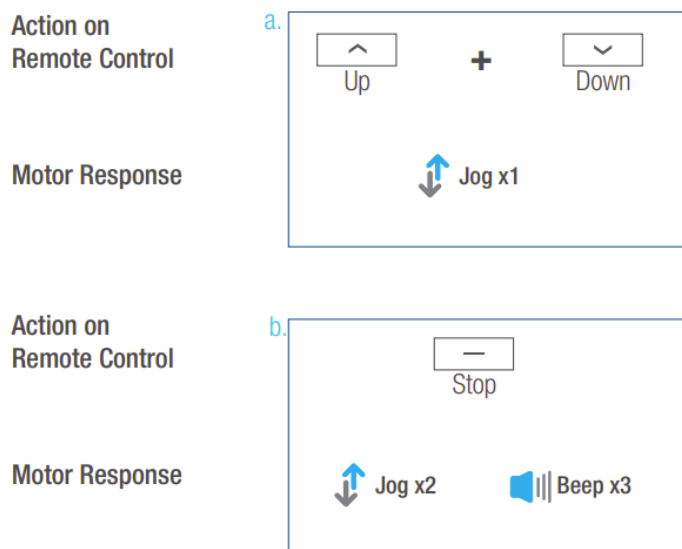 Action on
Remote Control
a.
Up
+
Down
Motor Response
Jog x1
Action on
Remote Control
b.
Stop
Motor Response
Jog x2
Beep x3